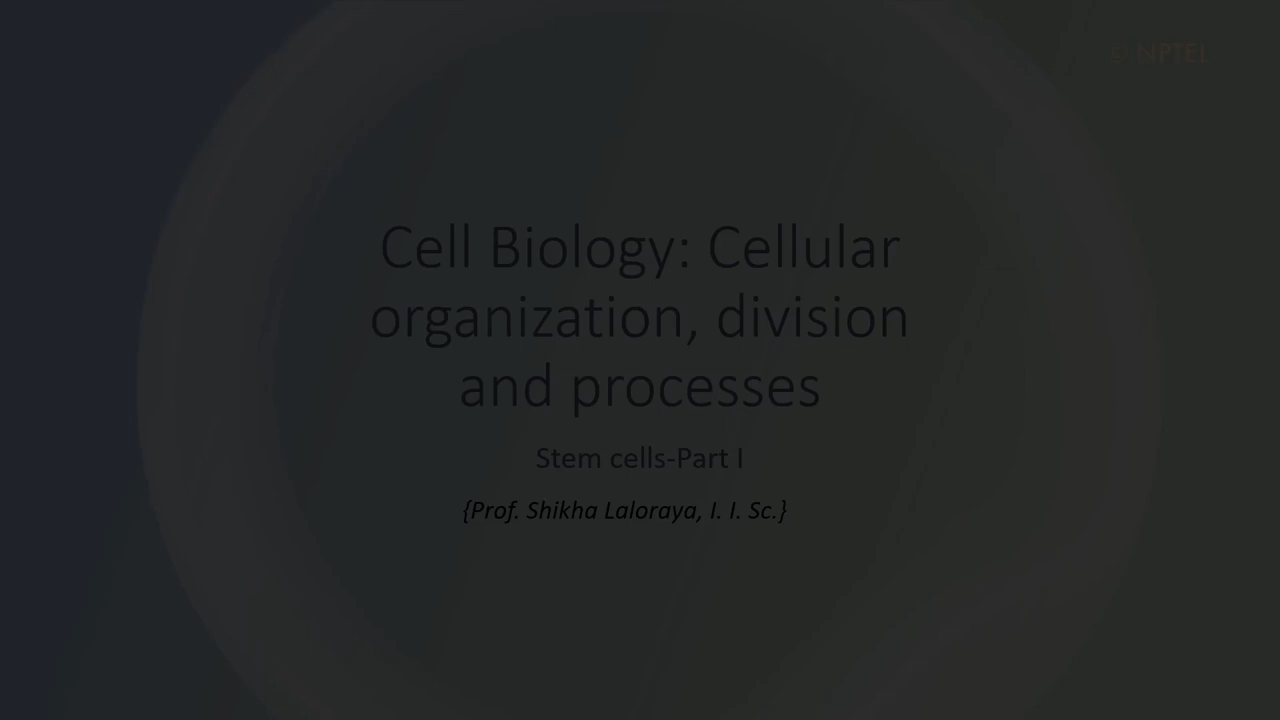 © NPTEL
Cell Biology: Cellular
organization, division
and processes
Stem cells-Part I
{Prof. Shikha Laloraya, I. I. Sc.}